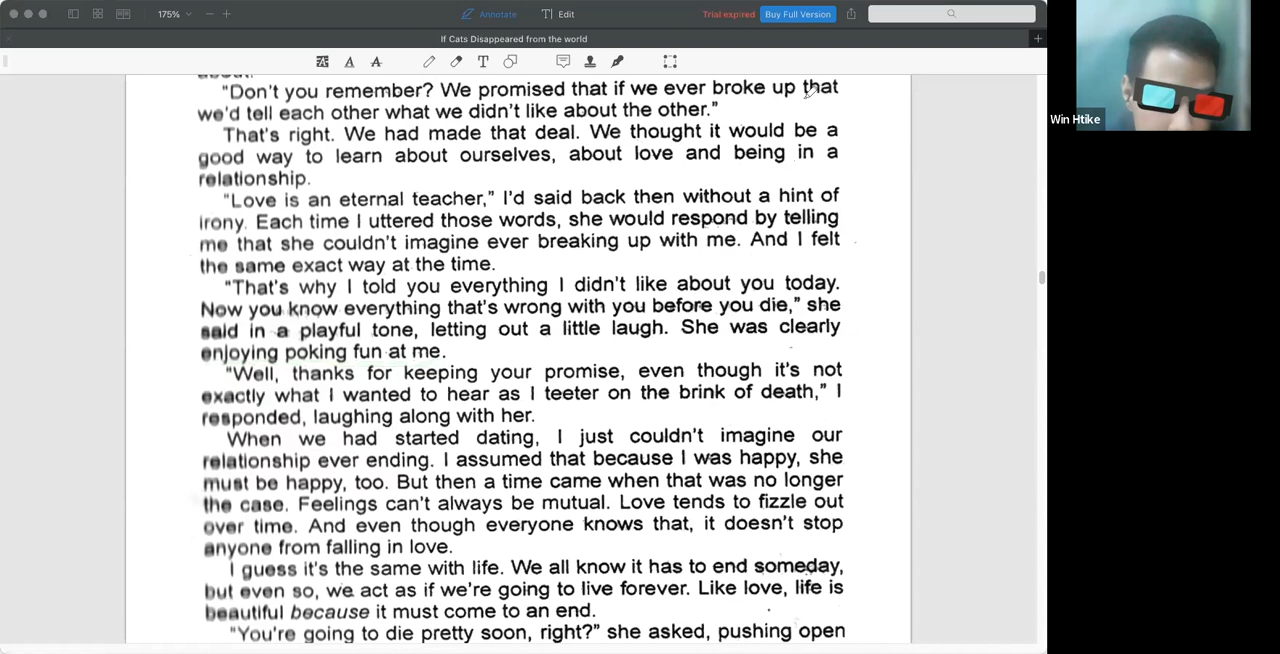 175%
Annotate
Edit
Trial expired
Buy Full Version
If Cats Disappeared from the world
about.
"Don't you remember? We promised that if we ever broke up that
we'd tell each other what we didn't like about the other."
That's right. We had made that deal. We thought it would be a
good way to learn about ourselves, about love and being in a
relationship.
"Love is an eternal teacher," I'd said back then without a hint of
irony. Each time I uttered those words, she would respond by telling
me that she couldn't imagine ever breaking up with me. And I felt
the same exact way at the time.
"That's why I told you everything I didn't like about you today.
Now you know everything that's wrong with you before you die," she
said in a playful tone, letting out a little laugh. She was clearly
enjoying poking fun at me.
"Well, thanks for keeping your promise, even though it's not
exactly what I wanted to hear as I teeter on the brink of death," I
responded, laughing along with her.
When we had started dating, I just couldn't imagine our
relationship ever ending. I assumed that because I was happy, she
must be happy, too. But then a time came when that was no longer
the case. Feelings can't always be mutual. Love tends to fizzle out
over time. And even though everyone knows that, it doesn't stop
anyone from falling in love.
I guess it's the same with life. We all know it has to end someday,
but even so, we act as if we're going to live forever. Like love, life is
beautiful because it must come to an end.
"You're going to die pretty soon, right?" she asked, pushing open
Win Htike